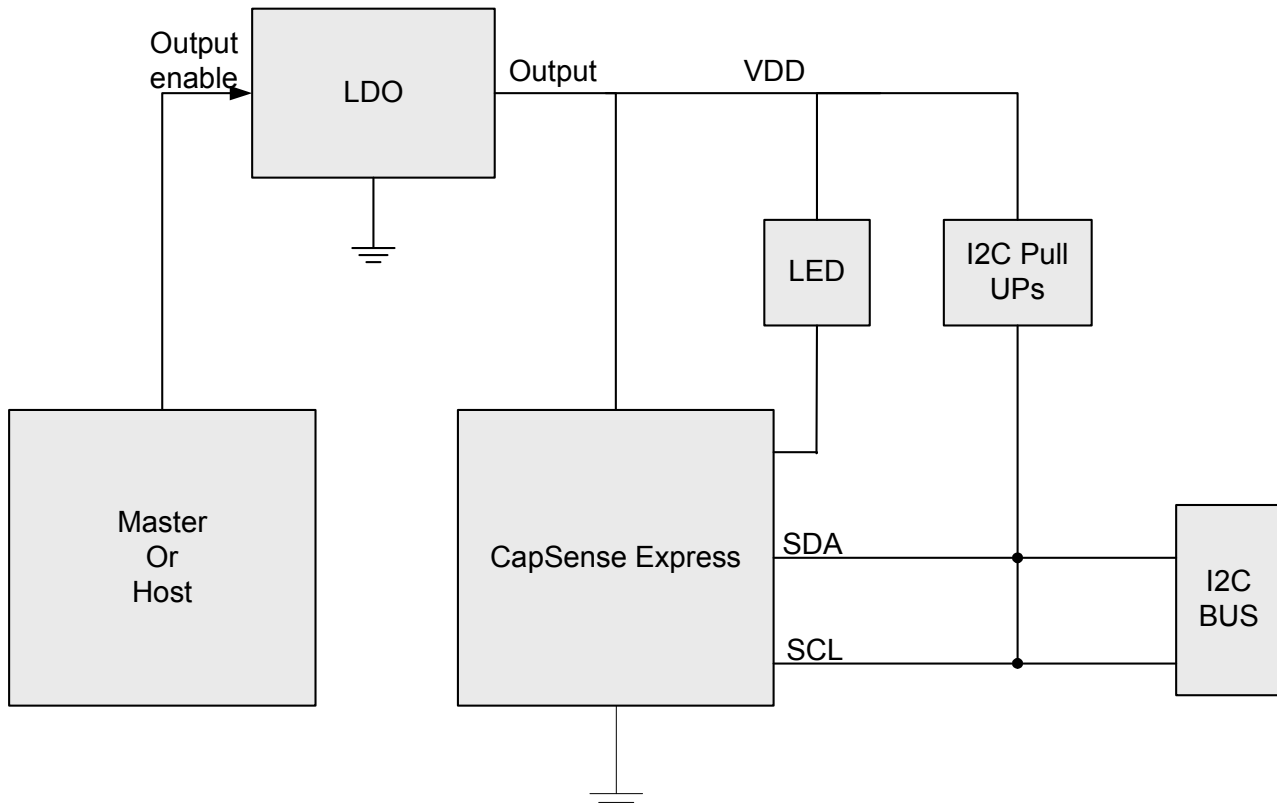 Output
enable
LDO
Output
VDD
LED
I2C Pull
UPs
Master
Or
Host
CapSense Express
SDA
SCL
I2C
BUS